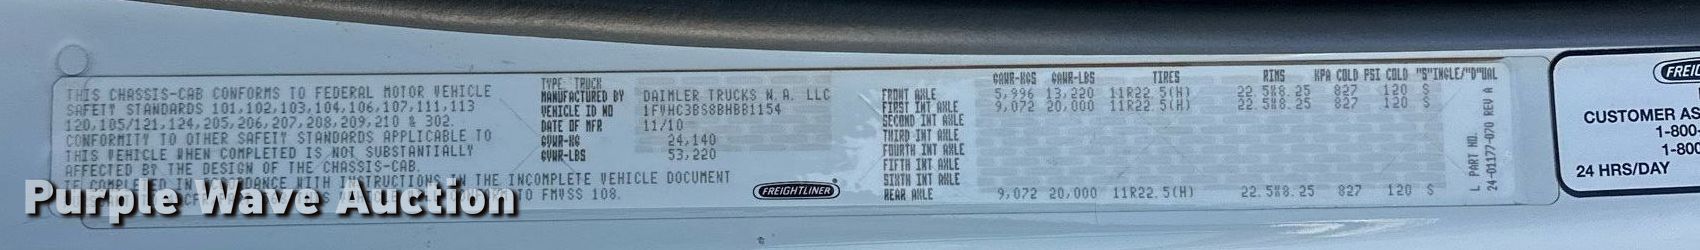 THIS CHASSIS-CAB CONFORMS TO FEDERAL MOTOR VEHICLE
SAFETY STANDARDS 101,102,103,104,106,107,111,113
120,105/121,124,205,206,207,208,209,210 & 302.
CONFORMITY TO OTHER SAFETY STANDARDS APPLICABLE TO
THIS VEHICLE WHEN COMPLETED IS NOT SUBSTANTIALLY
AFFECTED BY THE DESIGN OF THE CHASSIS-CAB.
IF COMPLETED IN INSTRUCTIONS IN THE INCOMPLETE VEHICLE DOCUMENT
TO FMVSS 108.
TYPE: TRUCK
MANUFACTURED BY DAIMLER TRUCKS N.A. LLC
VEHICLE ID NO 1FVHC3BS8BHBB1154
DATE OF MFR 11/10
GVWR-KG 24,140
GVWR-LBS 53,220
FREIGHTLINER
GAWR-KGS GAWR-LBS TIRES RIMS KPA COLD PSI COLD "S"INGLE/"D"UAL
FRONT AXLE 5,996 13,220 11R22.5(H) 22.5X8.25 827 120 S
FIRST INT AXLE 9,072 20,000 11R22.5(H) 22.5X8.25 827 120 S
SECOND INT AXLE
THIRD INT AXLE
FOURTH INT AXLE
FIFTH INT AXLE
SIXTH INT AXLE
REAR AXLE 9,072 20,000 11R22.5(H) 22.5X8.25 827 120 S
L PART NO.
24-01177-070 REV A
CUSTOMER AS
1-800-
1-800
24 HRS/DAY
Purple Wave Auction